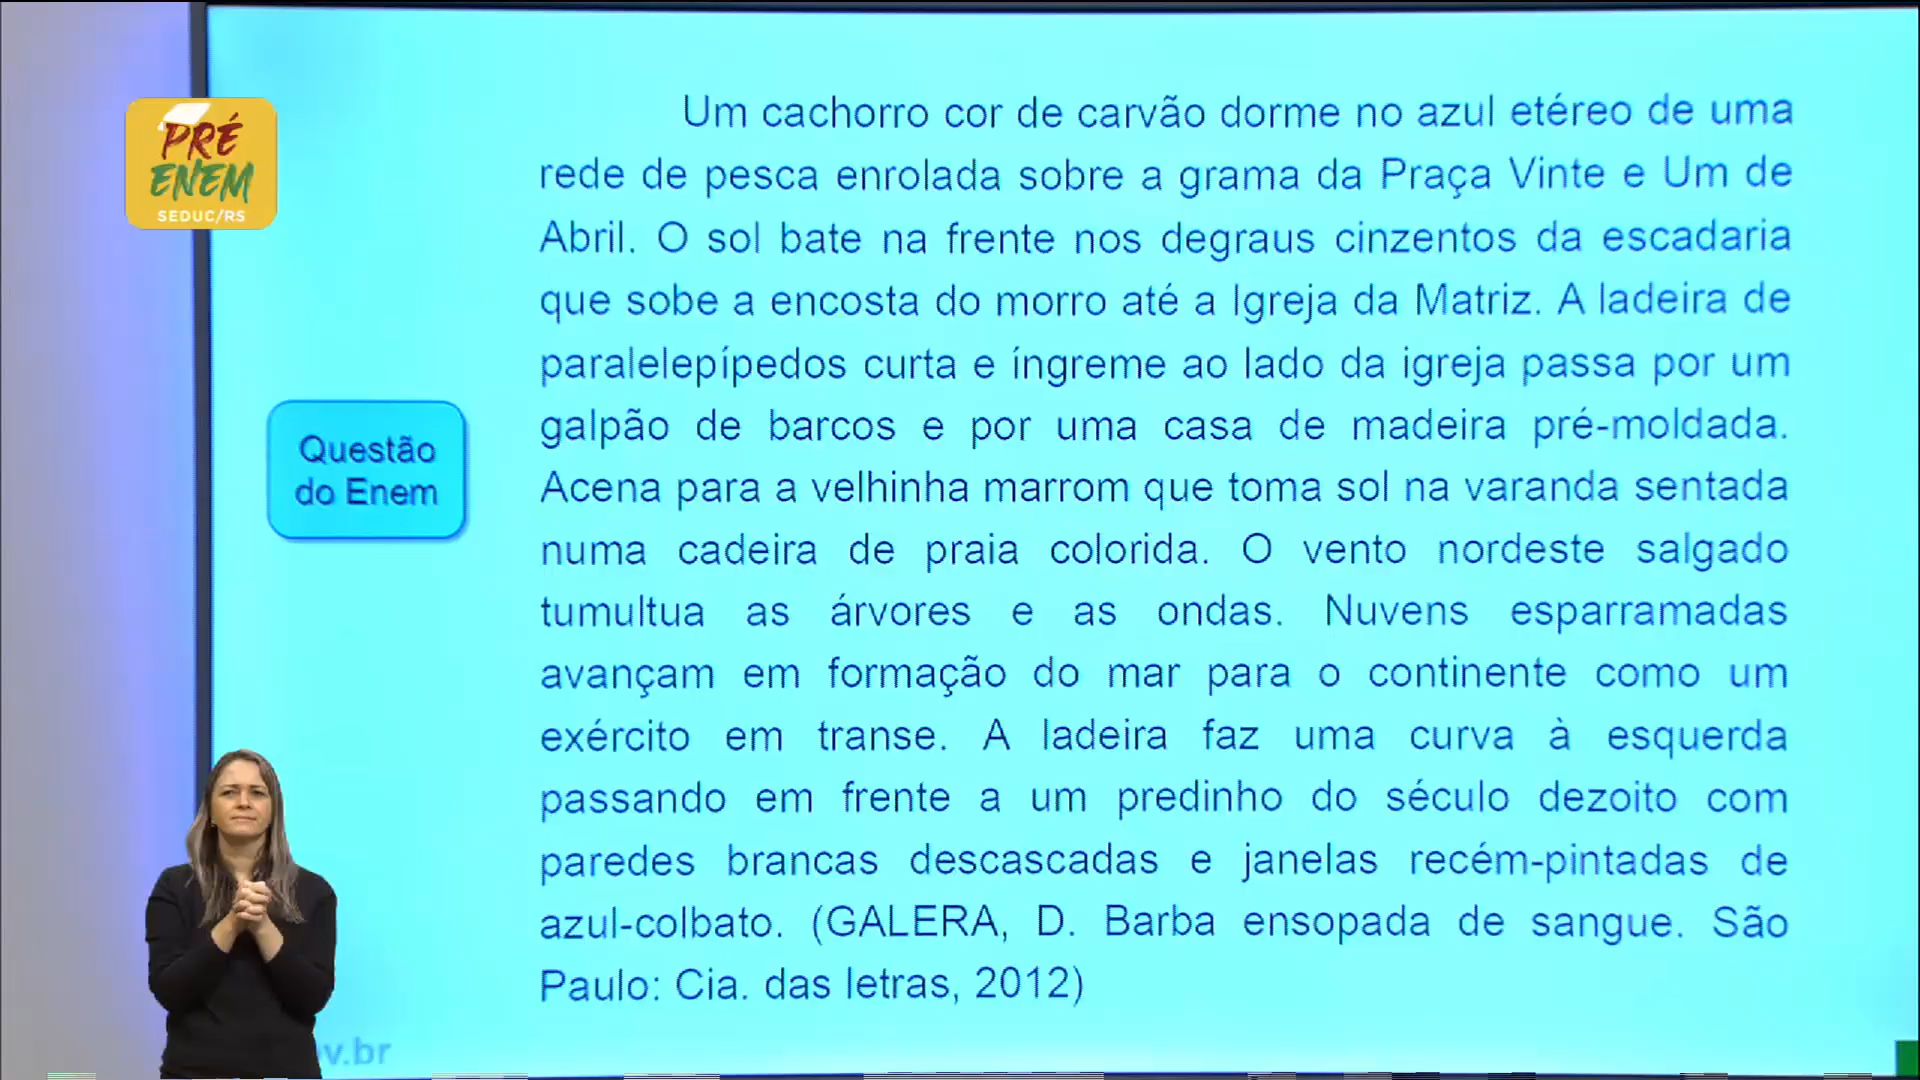 PRÉ
ENEM
SEDUC/RS
Questão
do Enem
Um cachorro cor de carvão dorme no azul etéreo de uma
rede de pesca enrolada sobre a grama da Praça Vinte e Um de
Abril. O sol bate na frente nos degraus cinzentos da escadaria
que sobe a encosta do morro até a Igreja da Matriz. A ladeira de
paralelepípedos curta e íngreme ao lado da igreja passa por um
galpão de barcos e por uma casa de madeira pré-moldada.
Acena para a velhinha marrom que toma sol na varanda sentada
numa cadeira de praia colorida. O vento nordeste salgado
tumultua as árvores e as ondas. Nuvens esparramadas
avançam em formação do mar para o continente como um
exército em transe. A ladeira faz uma curva à esquerda
passando em frente a um predinho do século dezoito com
paredes brancas descascadas e janelas recém-pintadas de
azul-colbato. (GALERA, D. Barba ensopada de sangue. São
Paulo: Cia. das letras, 2012)
v.br